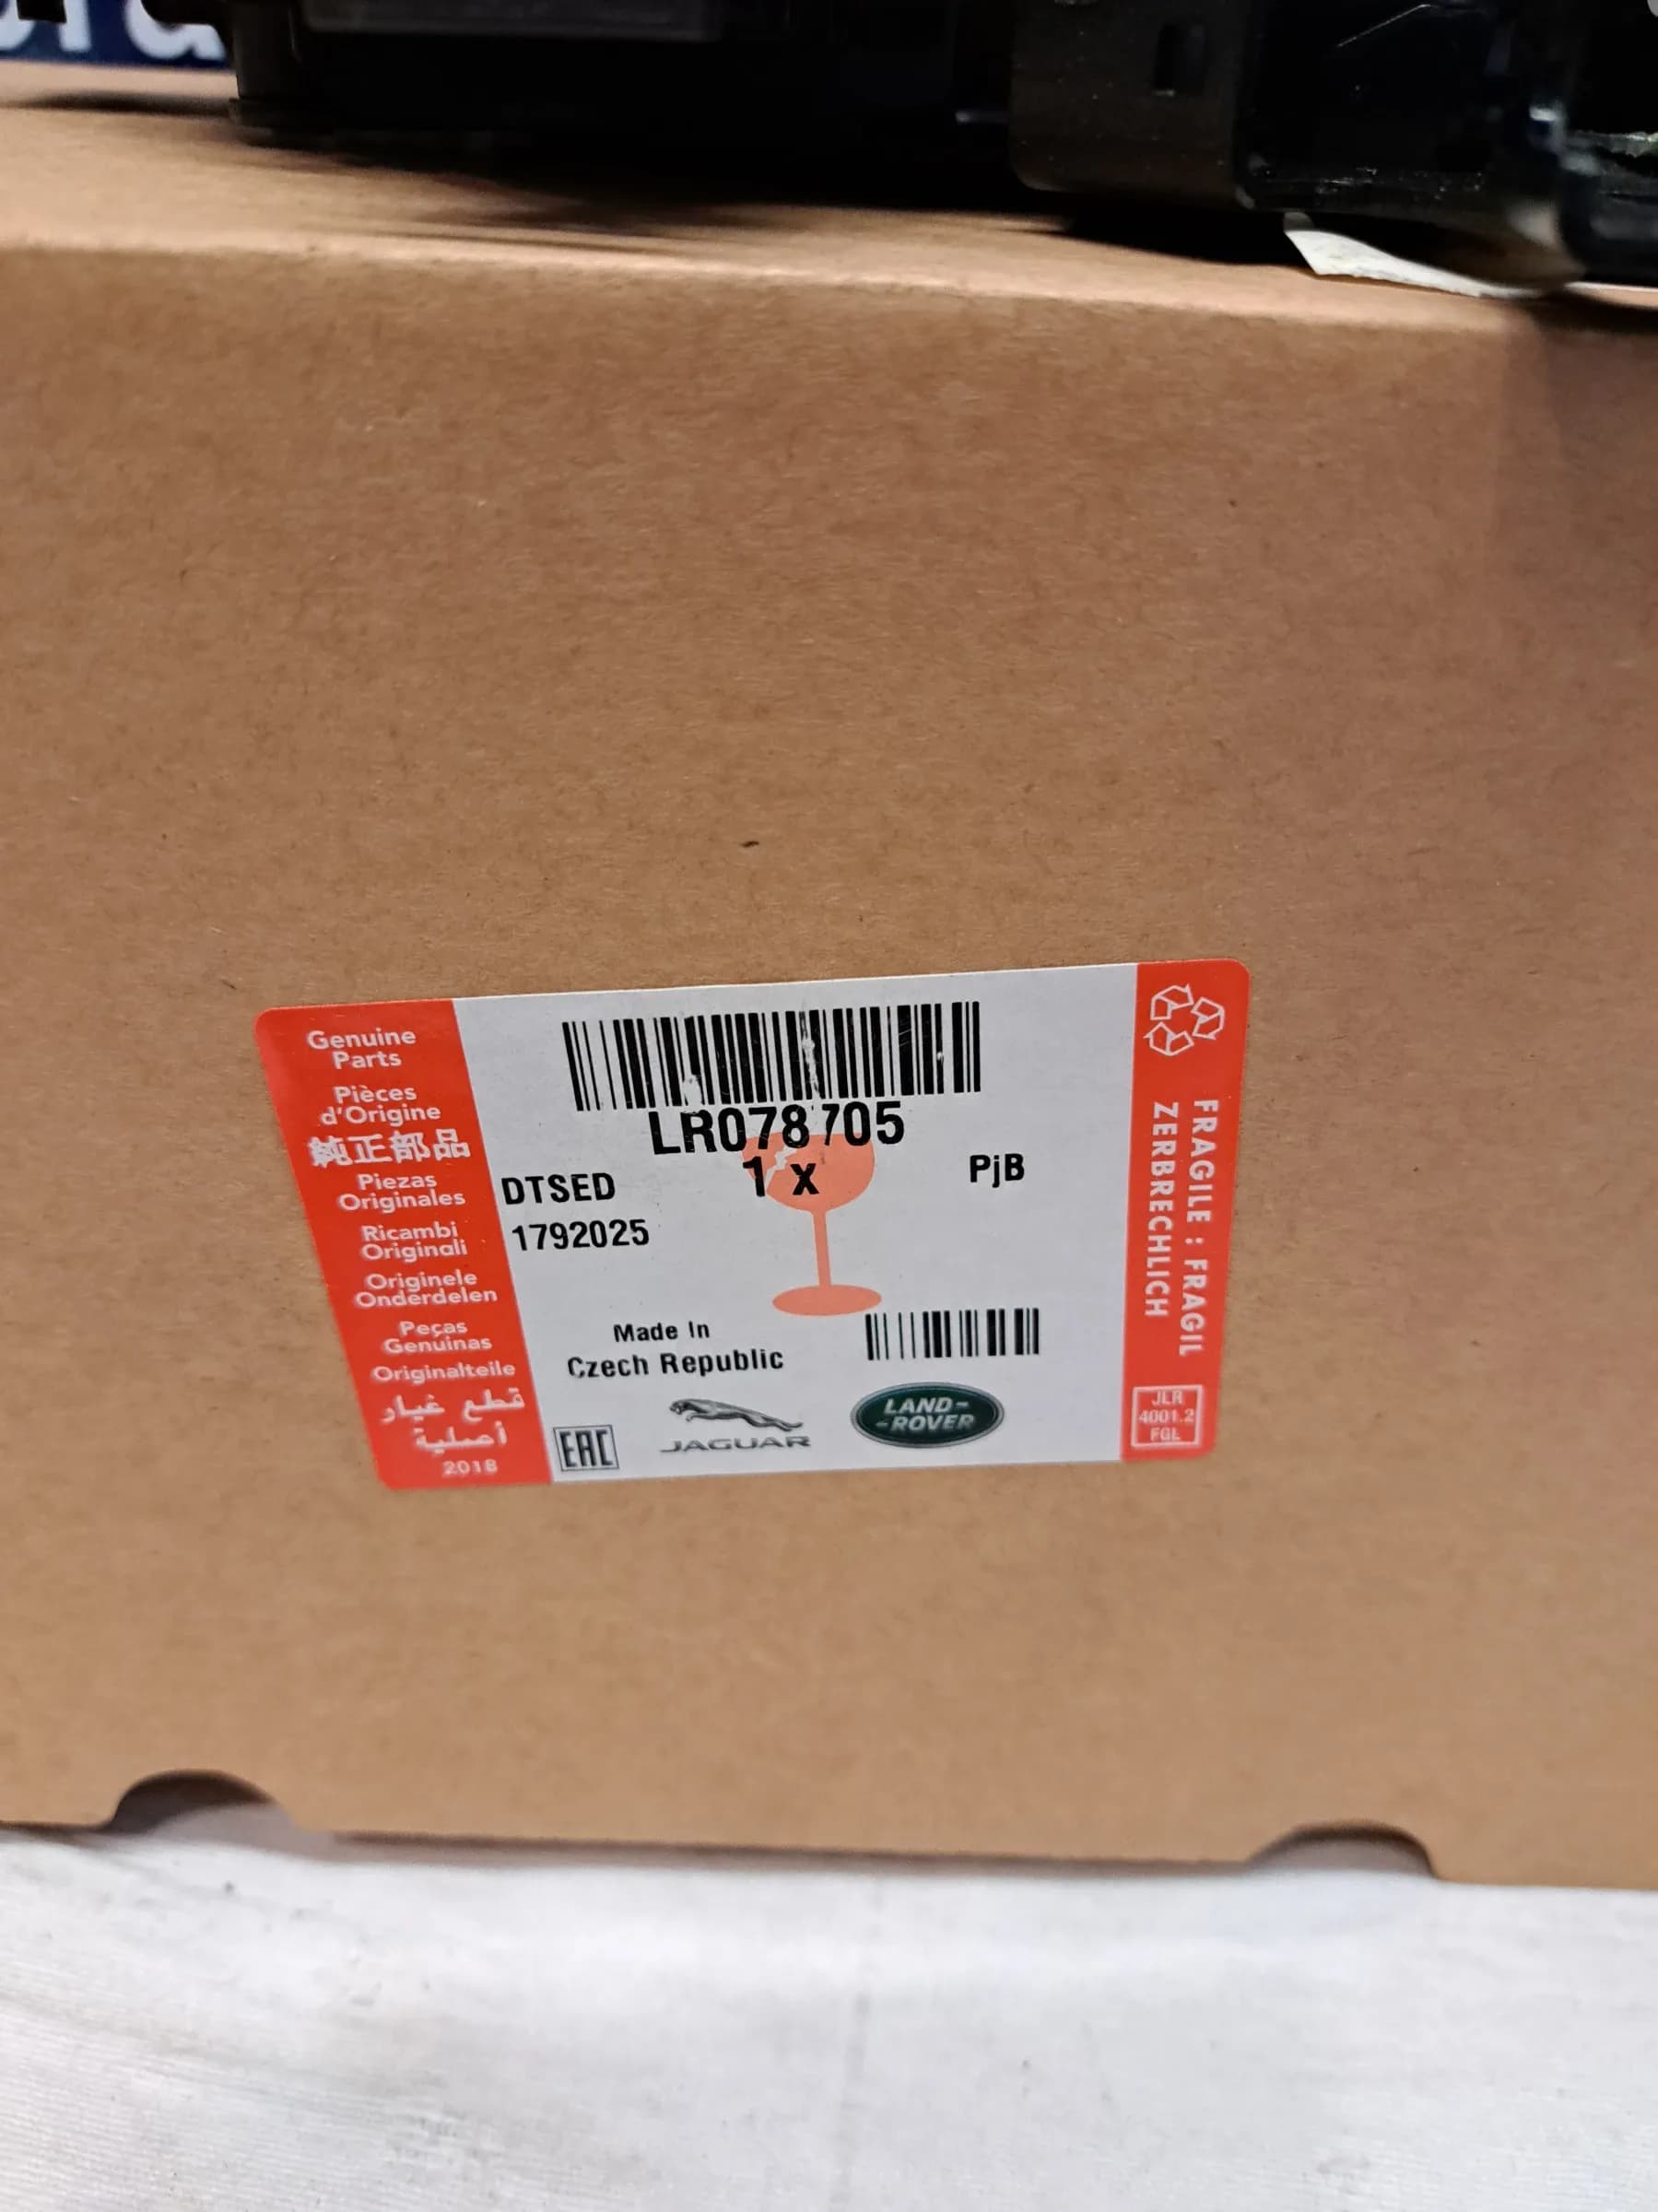 Genuine
Parts
Pièces
d'Origine
純正部品
Piezas
Originales
Ricambi
Originali
Originele
Onderdelen
Peças
Genuinas
Originalteile
قطع غيار
أصلية
2018
LR078705
1 x
PjB
DTSED
1792025
Made In
Czech Republic
EAC
JAGUAR
LAND-
-ROVER
FRAGILE : FRAGIL
ZERBRECHLICH
JLR
4001.2
FGL